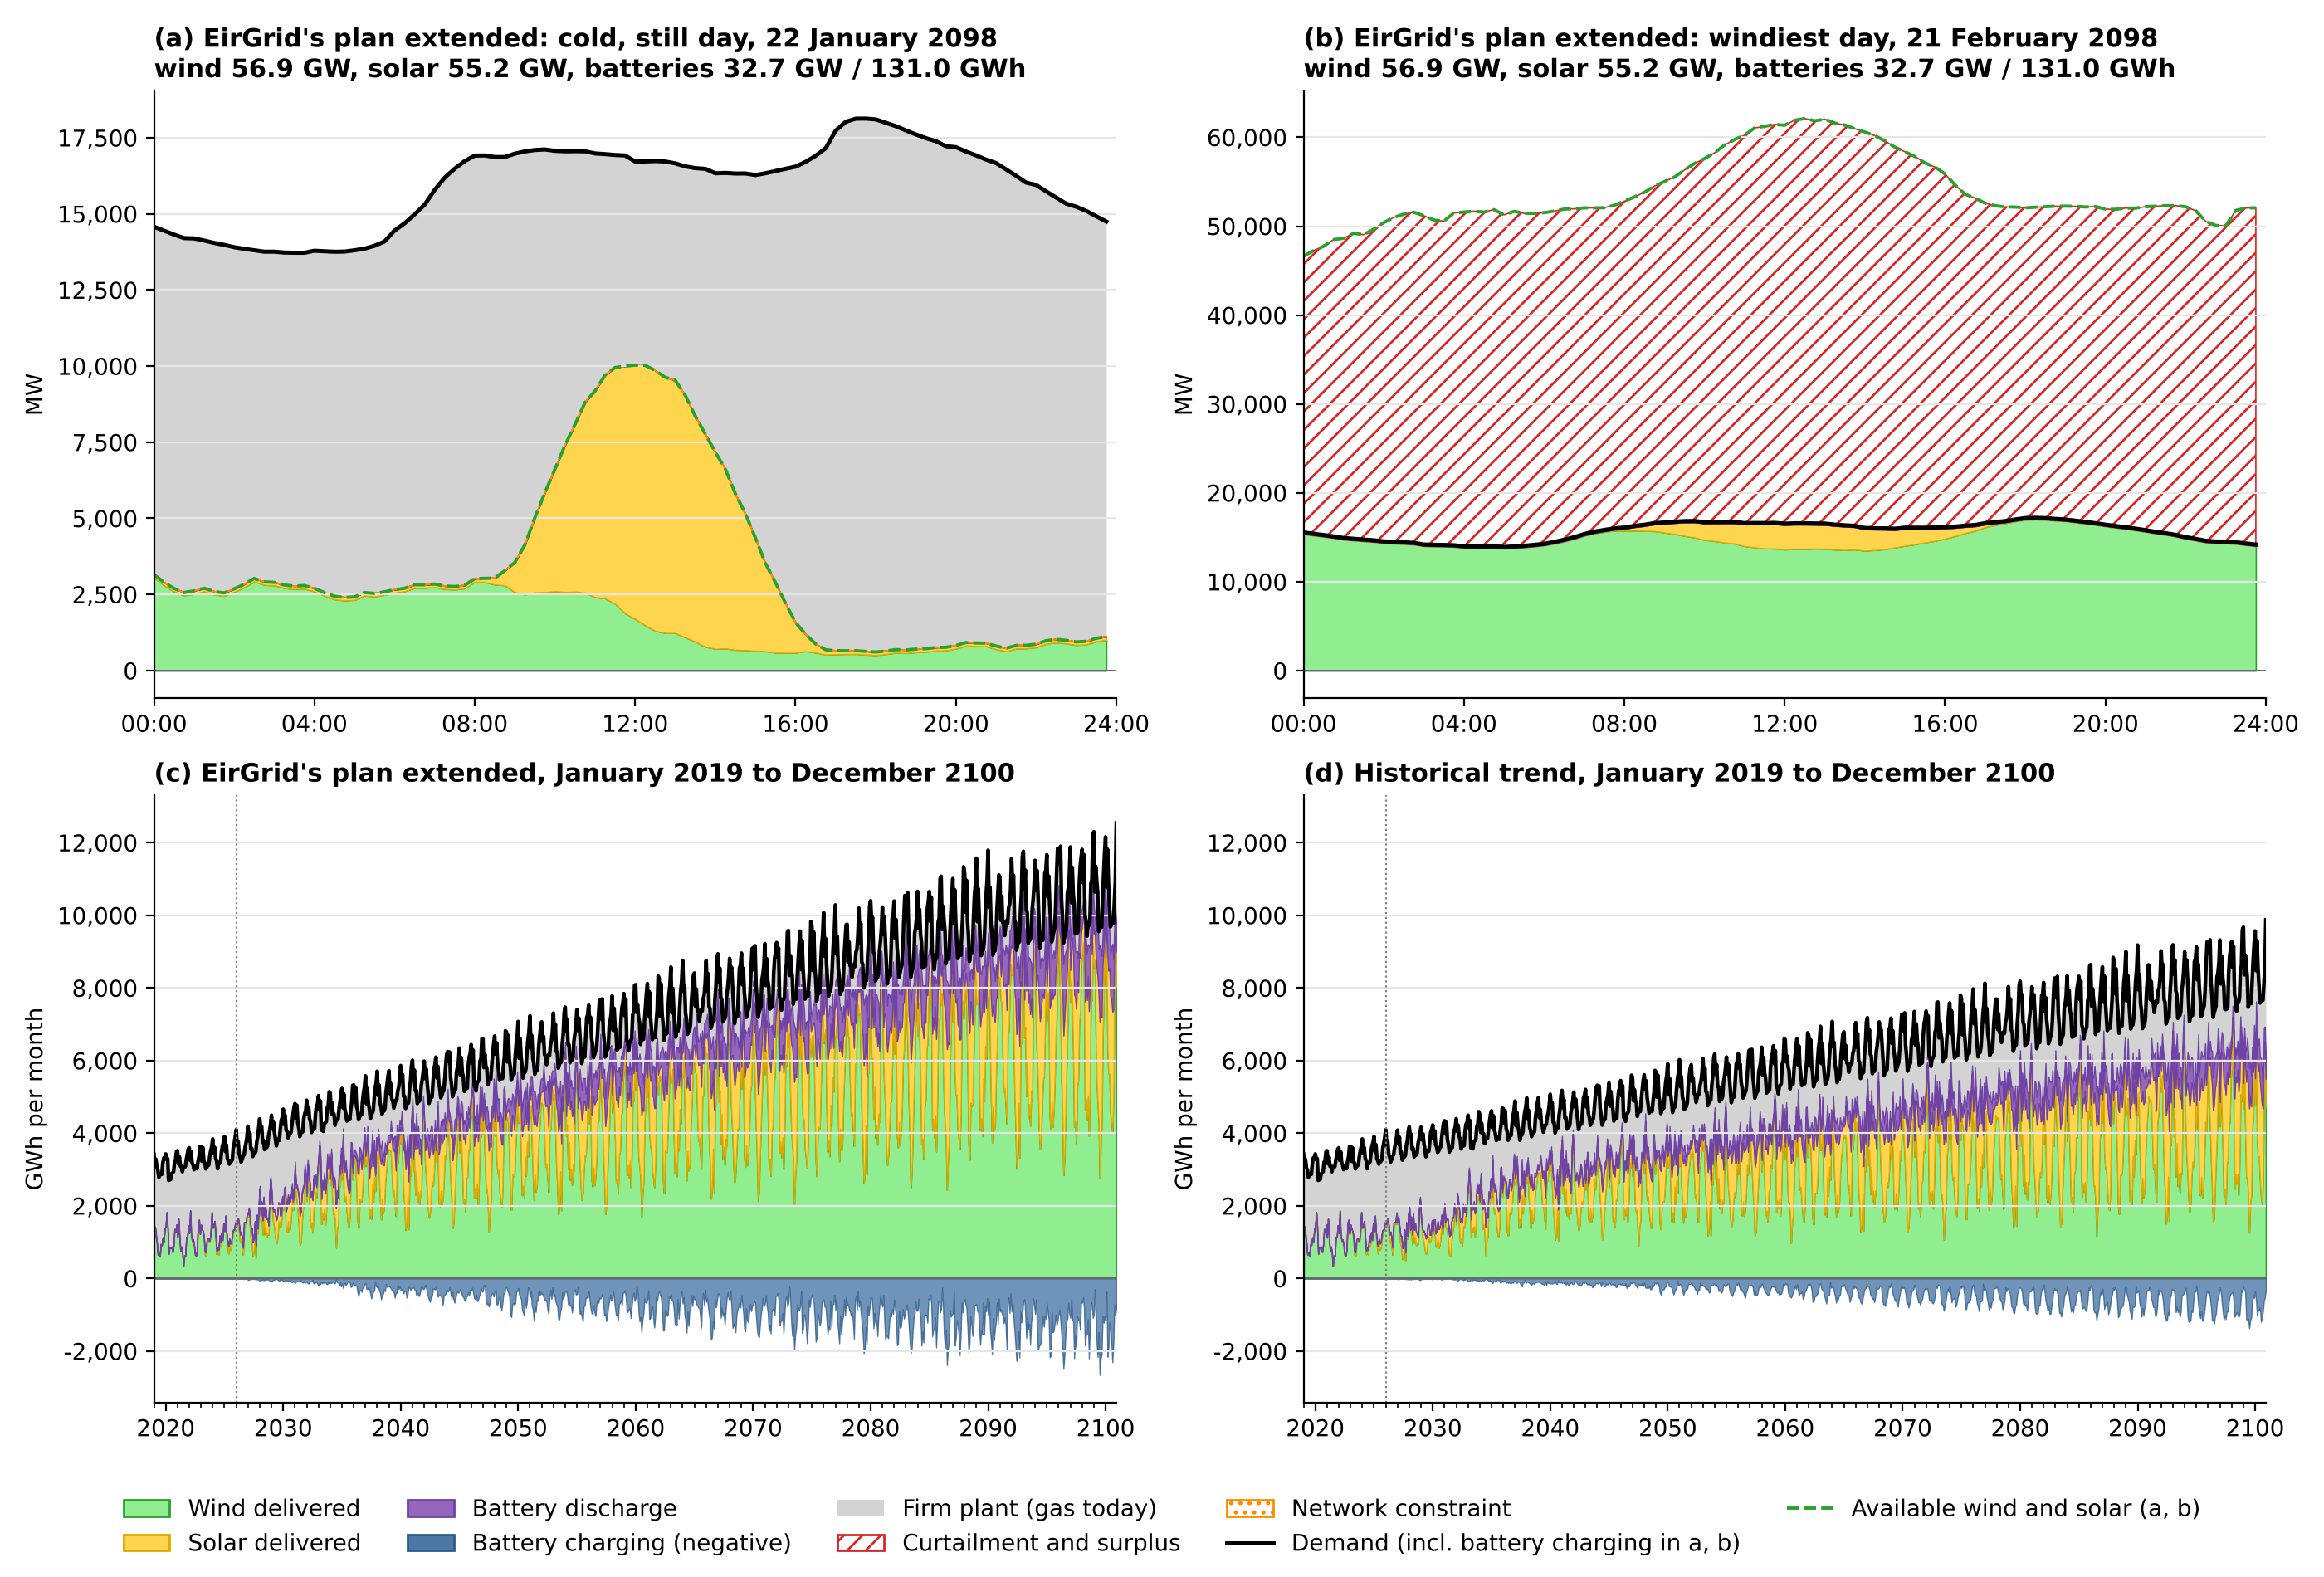 (a) EirGrid's plan extended: cold, still day, 22 January 2098
wind 56.9 GW, solar 55.2 GW, batteries 32.7 GW / 131.0 GWh
MW
17,500
15,000
12,500
10,000
7,500
5,000
2,500
0
00:00 04:00 08:00 12:00 16:00 20:00 24:00
(b) EirGrid's plan extended: windiest day, 21 February 2098
wind 56.9 GW, solar 55.2 GW, batteries 32.7 GW / 131.0 GWh
MW
60,000
50,000
40,000
30,000
20,000
10,000
0
00:00 04:00 08:00 12:00 16:00 20:00 24:00
(c) EirGrid's plan extended, January 2019 to December 2100
GWh per month
12,000
10,000
8,000
6,000
4,000
2,000
0
-2,000
2020 2030 2040 2050 2060 2070 2080 2090 2100
(d) Historical trend, January 2019 to December 2100
GWh per month
12,000
10,000
8,000
6,000
4,000
2,000
0
-2,000
2020 2030 2040 2050 2060 2070 2080 2090 2100
Wind delivered
Solar delivered
Battery discharge
Battery charging (negative)
Firm plant (gas today)
Curtailment and surplus
Network constraint
Demand (incl. battery charging in a, b)
Available wind and solar (a, b)